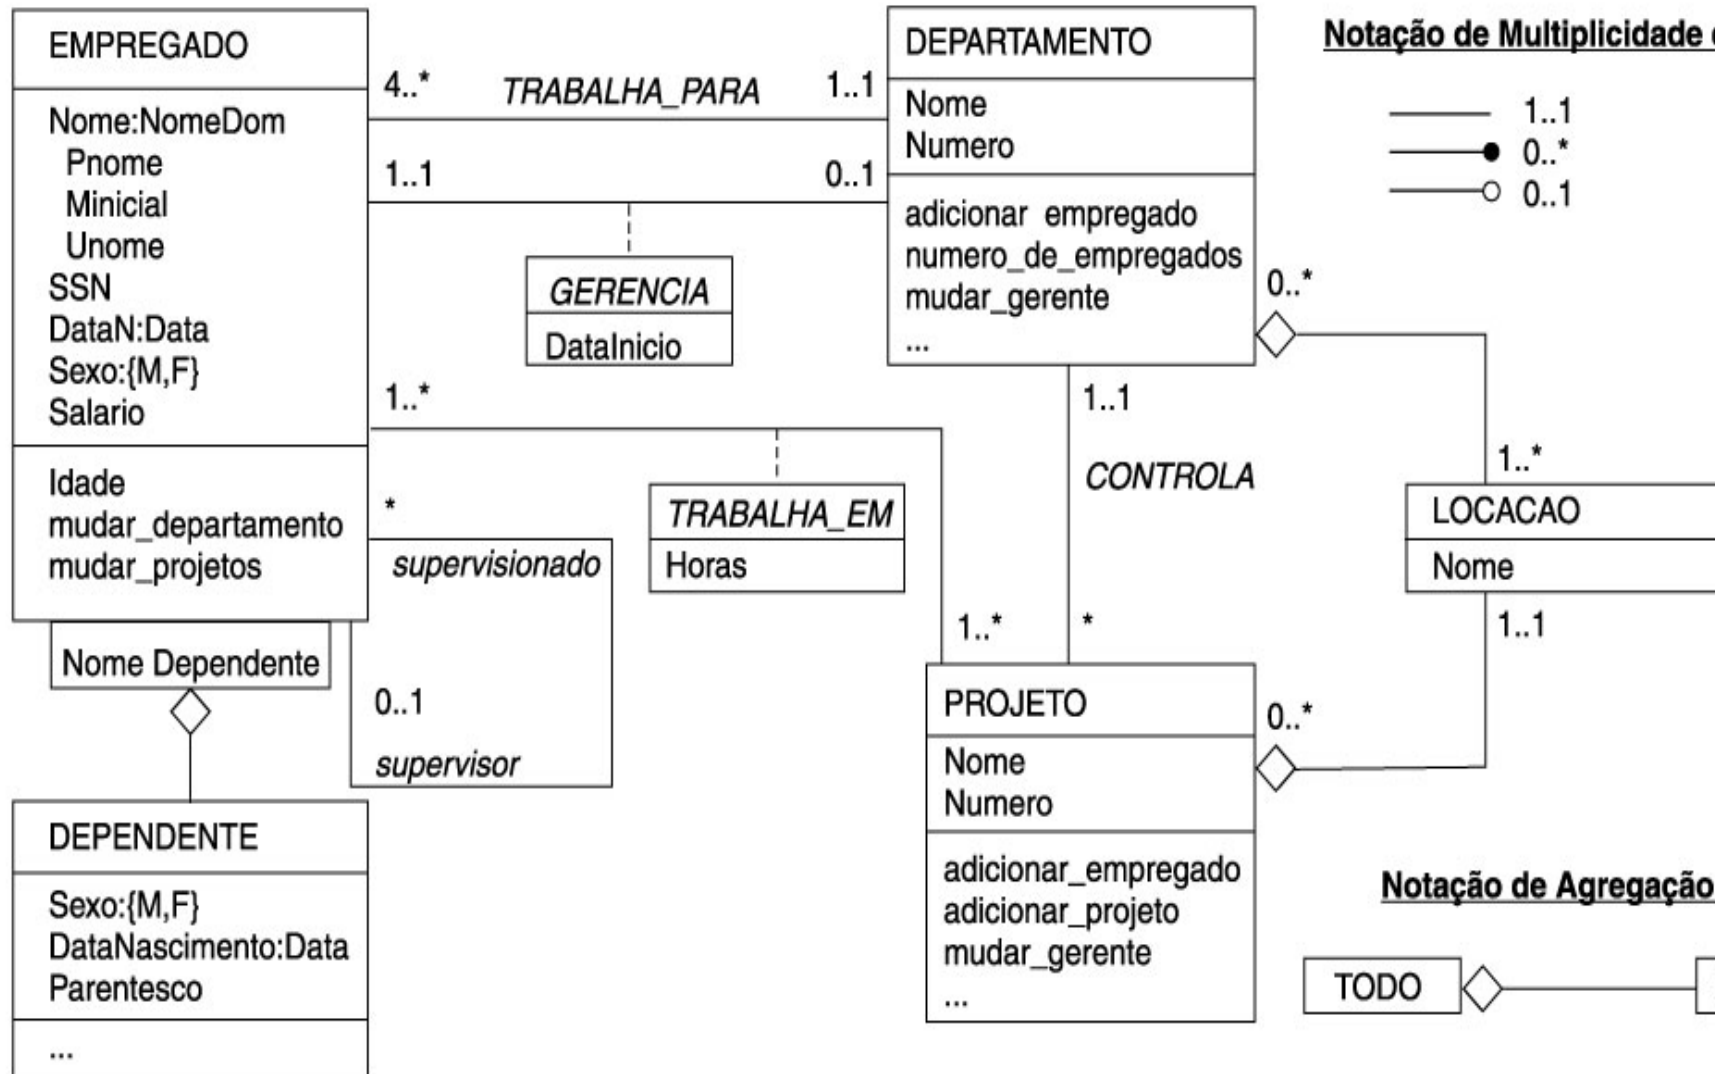 EMPREGADO
Nome:NomeDom
Pnome
Minicial
Unome
SSN
DataN:Data
Sexo:{M,F}
Salario
Idade
mudar_departamento
mudar_projetos
Nome Dependente
DEPENDENTE
Sexo:{M,F}
DataNascimento:Data
Parentesco
...
4..*
TRABALHA_PARA
1..1
1..1
0..1
GERENCIA
DataInicio
1..*
TRABALHA_EM
Horas
1..*
*
supervisionado
0..1
supervisor
DEPARTAMENTO
Nome
Numero
adicionar empregado
numero_de_empregados
mudar_gerente
...
1..1
CONTROLA
*
PROJETO
Nome
Numero
adicionar_empregado
adicionar_projeto
mudar_gerente
...
0..*
1..*
LOCACAO
Nome
1..1
0..*
Notação de Multiplicidade
1..1
0..*
0..1
Notação de Agregação
TODO